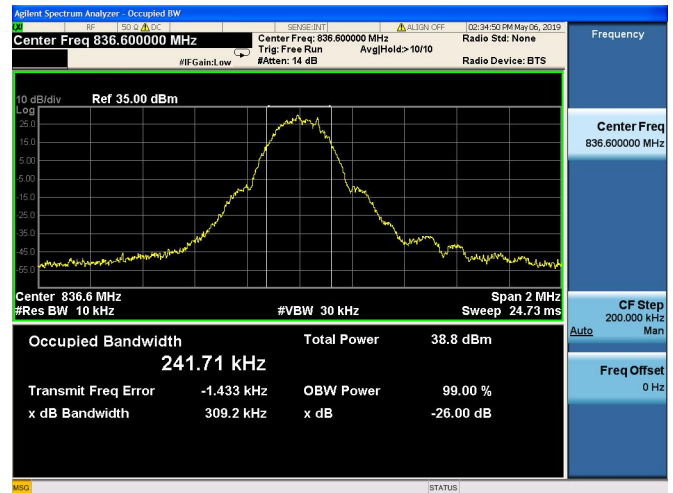 Agilent Spectrum Analyzer - Occupied BW
RF 50 Ω DC SENSE:INT ALIGN OFF 02:34:50 PM May 06, 2019
Center Freq 836.600000 MHz
Center Freq: 836.600000 MHz
Radio Std: None
Trig: Free Run Avg|Hold:>10/10
#IFGain:Low #Atten: 14 dB Radio Device: BTS
10 dB/div Ref 35.00 dBm
Log
25.0
15.0
5.00
-5.00
-15.0
-25.0
-35.0
-45.0
-55.0
Center 836.6 MHz Span 2 MHz
#Res BW 10 kHz #VBW 30 kHz Sweep 24.73 ms
Occupied Bandwidth Total Power 38.8 dBm
241.71 kHz
Transmit Freq Error -1.433 kHz OBW Power 99.00 %
x dB Bandwidth 309.2 kHz x dB -26.00 dB
Frequency
Center Freq
836.600000 MHz
CF Step
200.000 kHz
Auto Man
Freq Offset
0 Hz
MSG STATUS